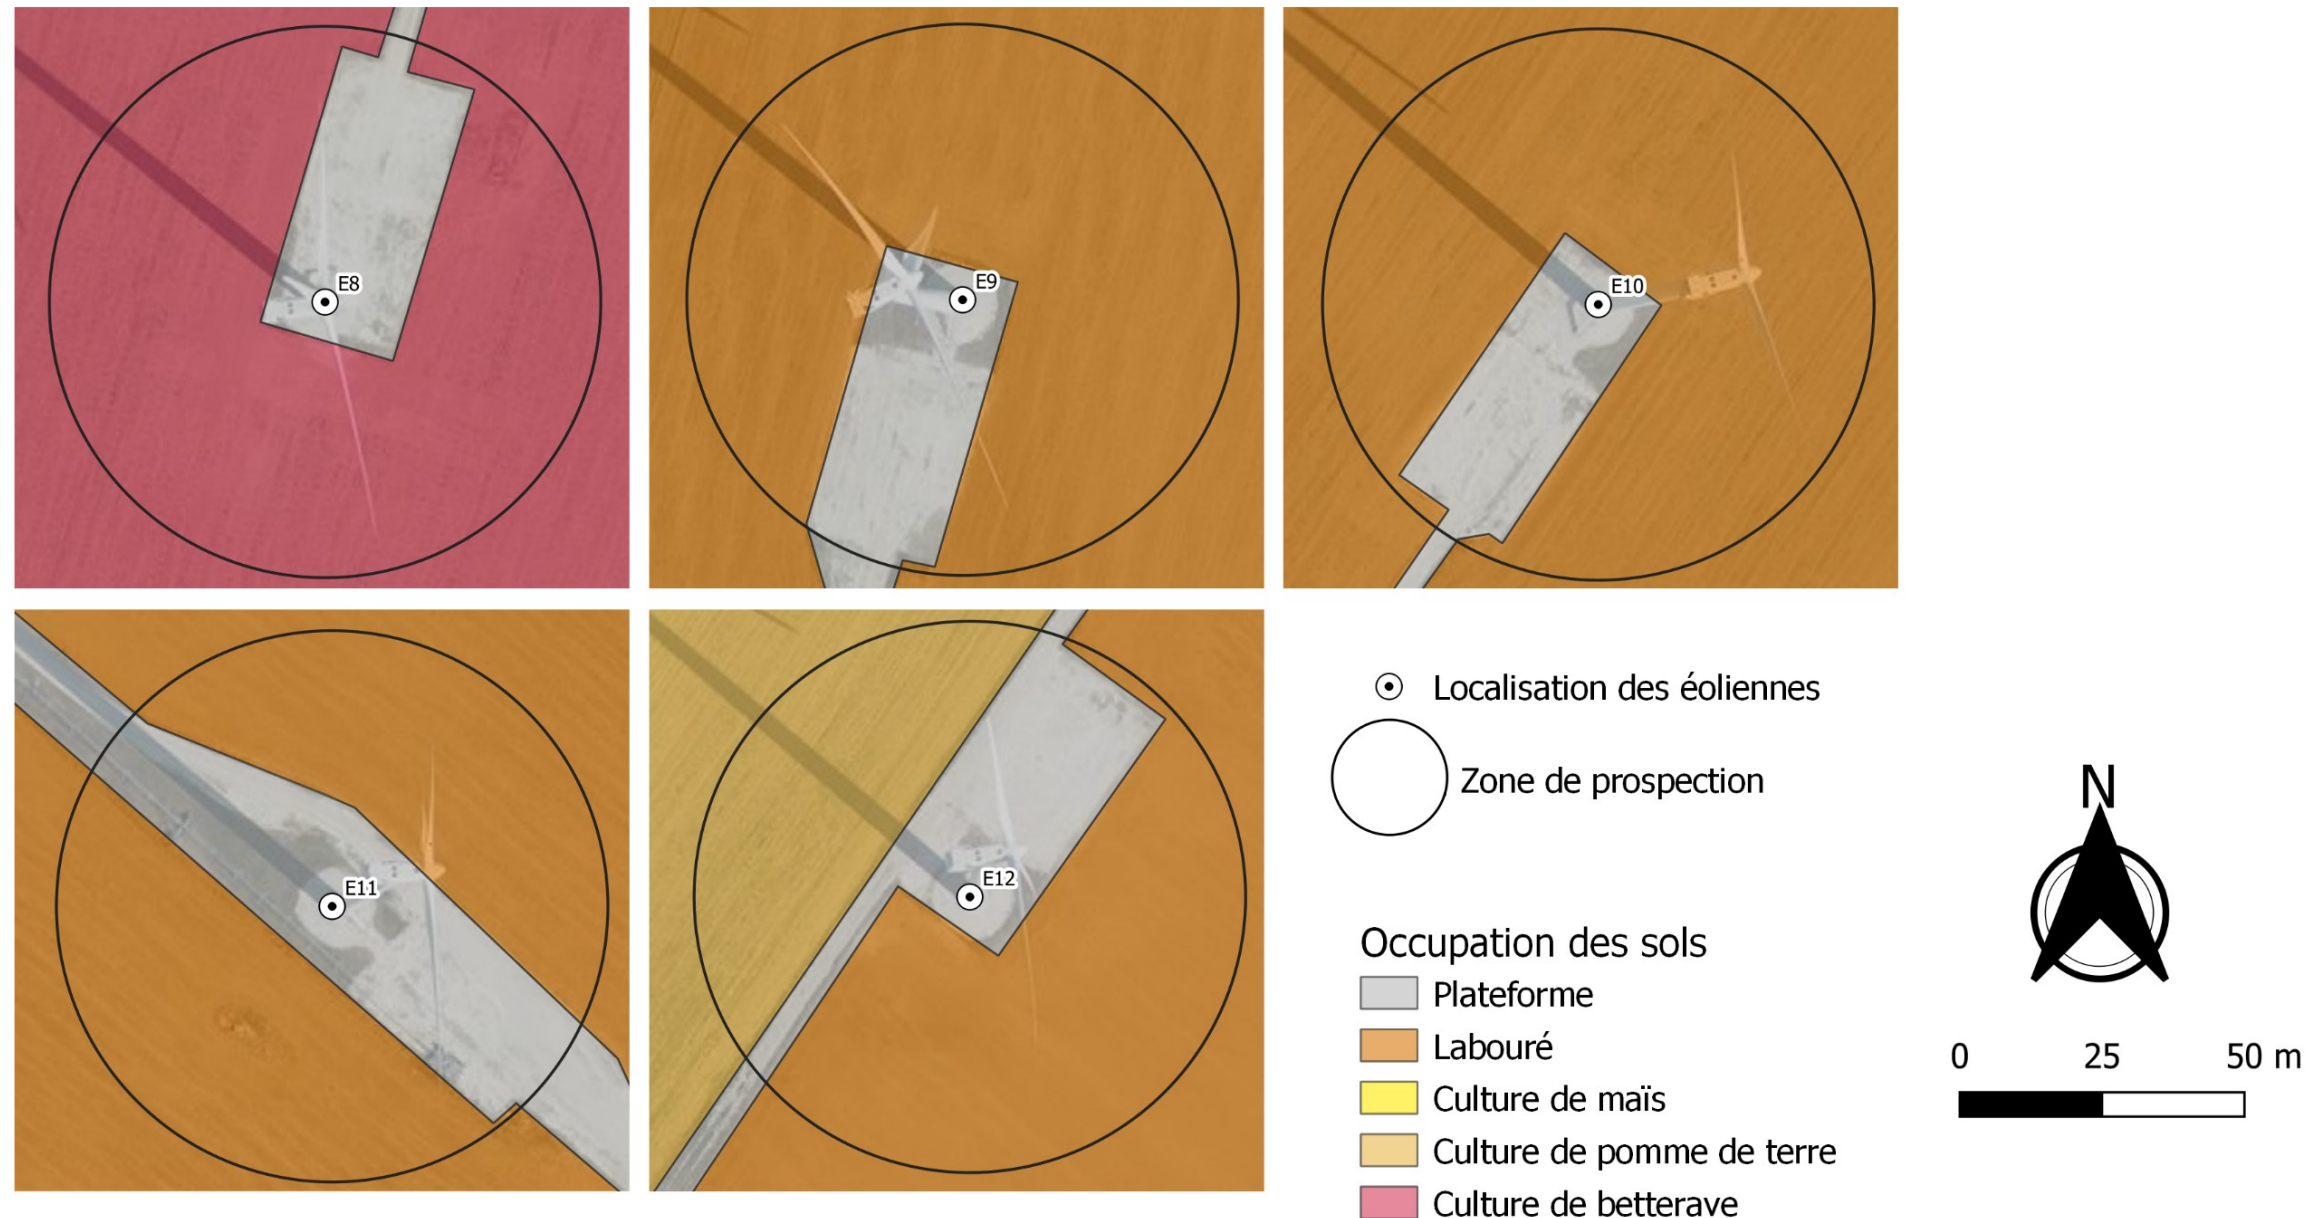 E8
E9
E10
E11
E12
Localisation des éoliennes
Zone de prospection
N
0 25 50 m
Occupation des sols
Plateforme
Labouré
Culture de maïs
Culture de pomme de terre
Culture de betterave